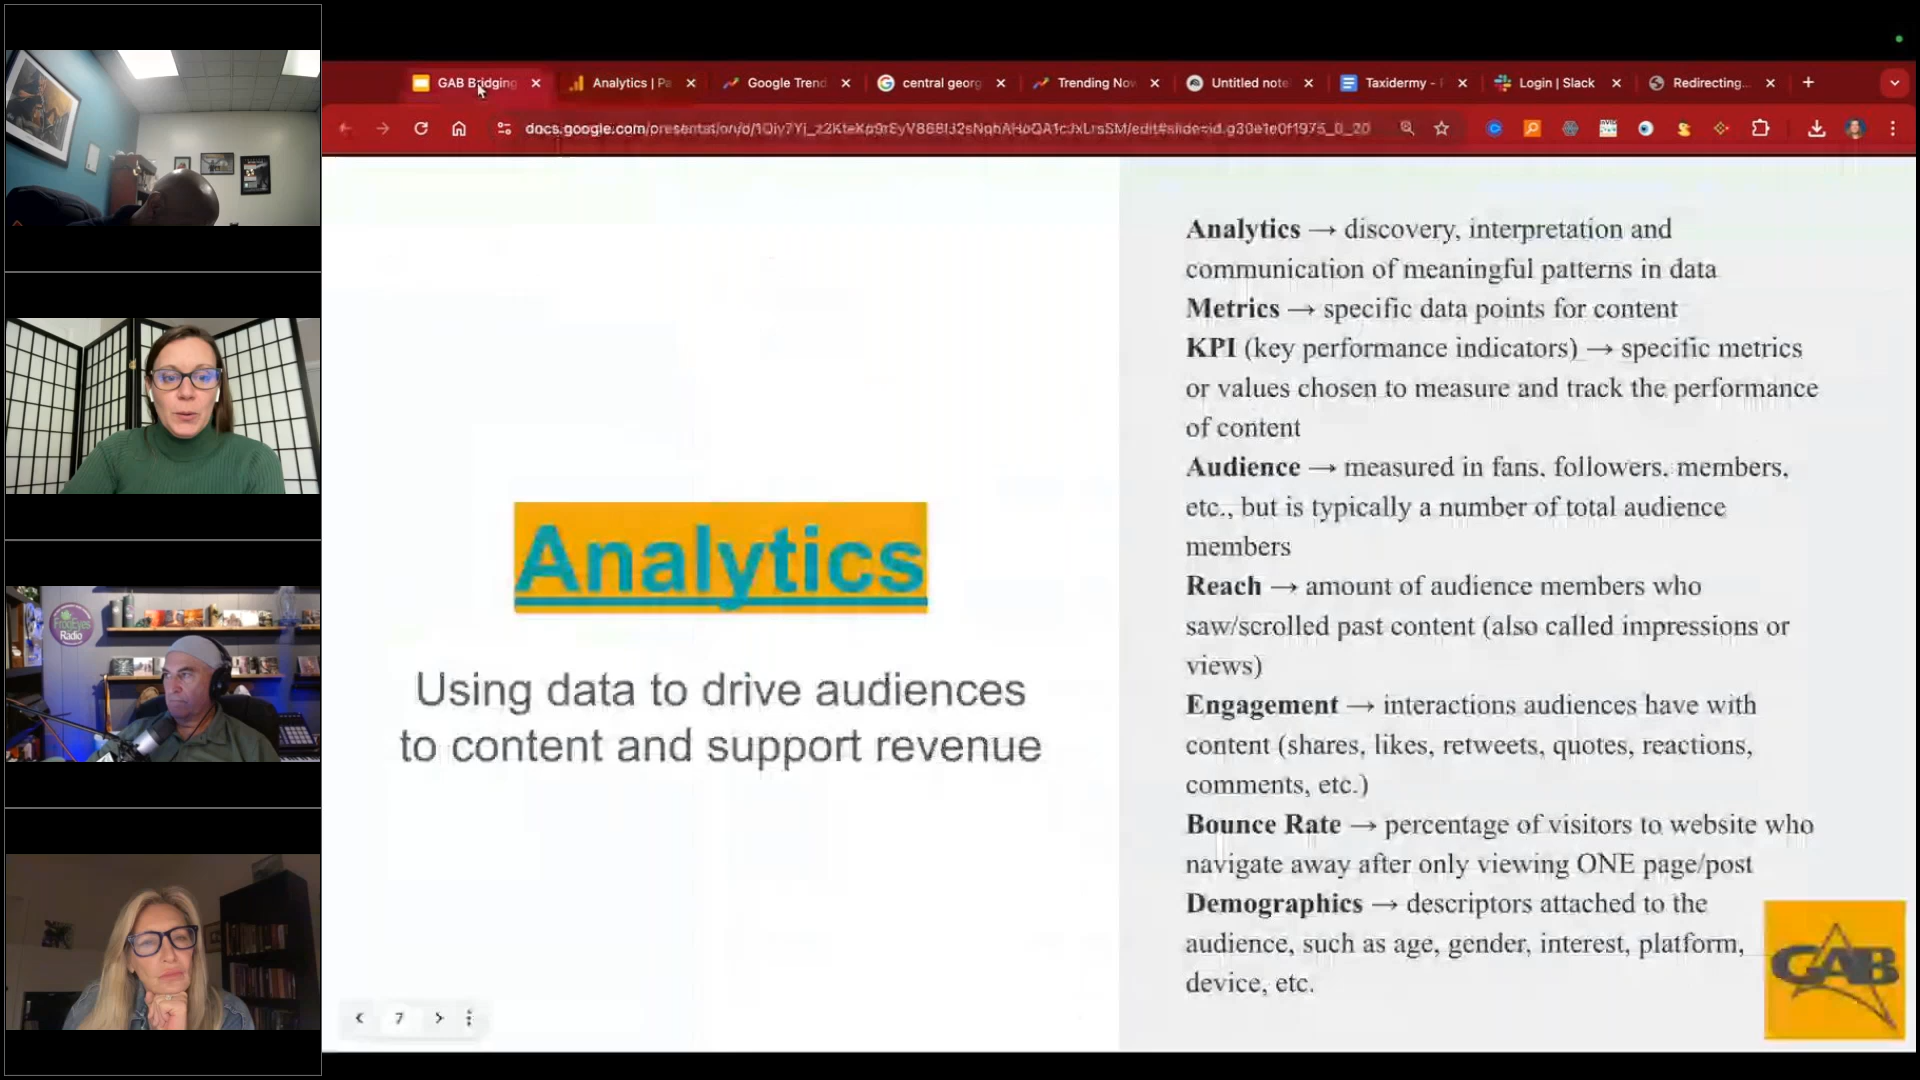 GAB Bridging
Analytics | Pa
Google Trend
central georg
Trending Now
Untitled note
Taxidermy -
Login | Slack
Redirecting...
Analytics → discovery, interpretation and
communication of meaningful patterns in data
Metrics → specific data points for content
KPI (key performance indicators) → specific metrics
or values chosen to measure and track the performance
of content
Audience → measured in fans, followers, members,
etc., but is typically a number of total audience
members
Reach → amount of audience members who
saw/scrolled past content (also called impressions or
views)
Engagement → interactions audiences have with
content (shares, likes, retweets, quotes, reactions,
comments, etc.)
Bounce Rate → percentage of visitors to website who
navigate away after only viewing ONE page/post
Demographics → descriptors attached to the
audience, such as age, gender, interest, platform,
device, etc.
Analytics
Using data to drive audiences
to content and support revenue
7
GAB
FrogEyes
Radio